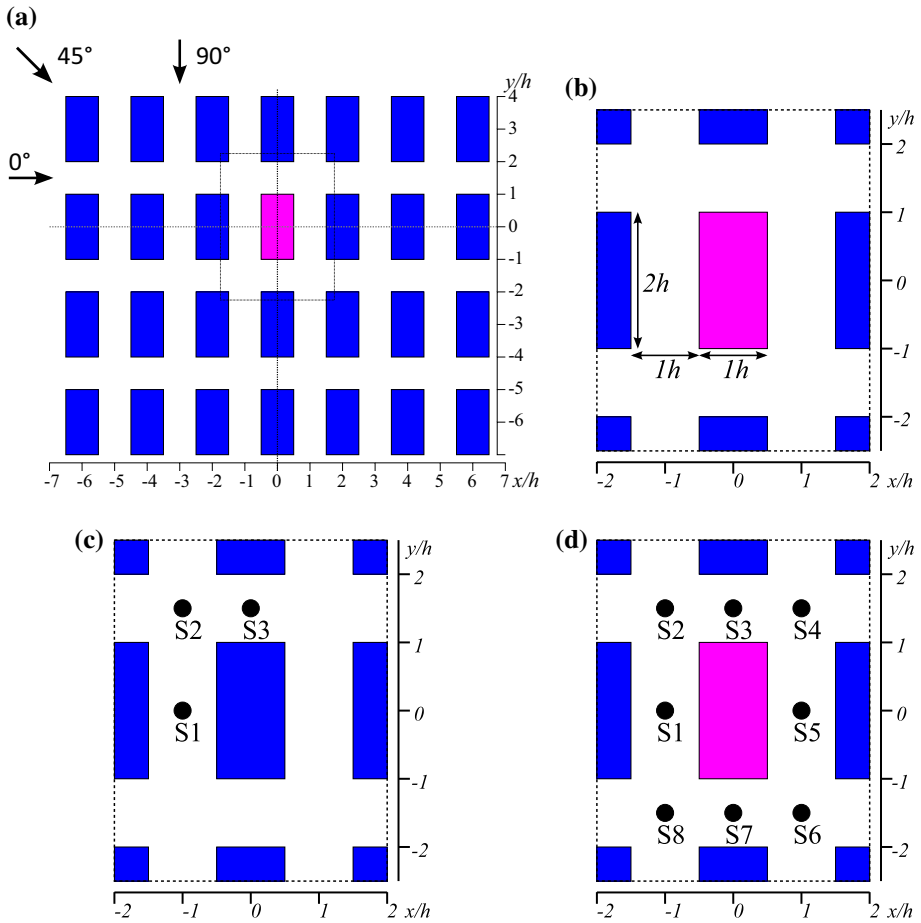 (a)
45°
90°
0°
y/h
4
3
2
1
0
-1
-2
-3
-4
-5
-6
-7 -6 -5 -4 -3 -2 -1 0 1 2 3 4 5 6 7 x/h
(b)
y/h
2
1
0
-1
-2
2h
1h 1h
-2 -1 0 1 2 x/h
(c)
y/h
2
1
0
-1
-2
S2 S3
S1
-2 -1 0 1 2 x/h
(d)
y/h
2
1
0
-1
-2
S2 S3 S4
S1 S5
S8 S7 S6
-2 -1 0 1 2 x/h